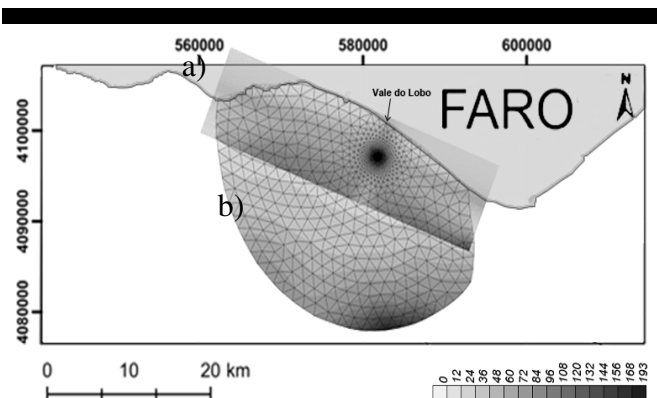 560000 580000 600000
a)
Vale do Lobo
FARO
N
4100000
4090000
4080000
b)
0 10 20 km
0 12 24 36 48 60 72 84 96 108 120 132 144 156 168 193